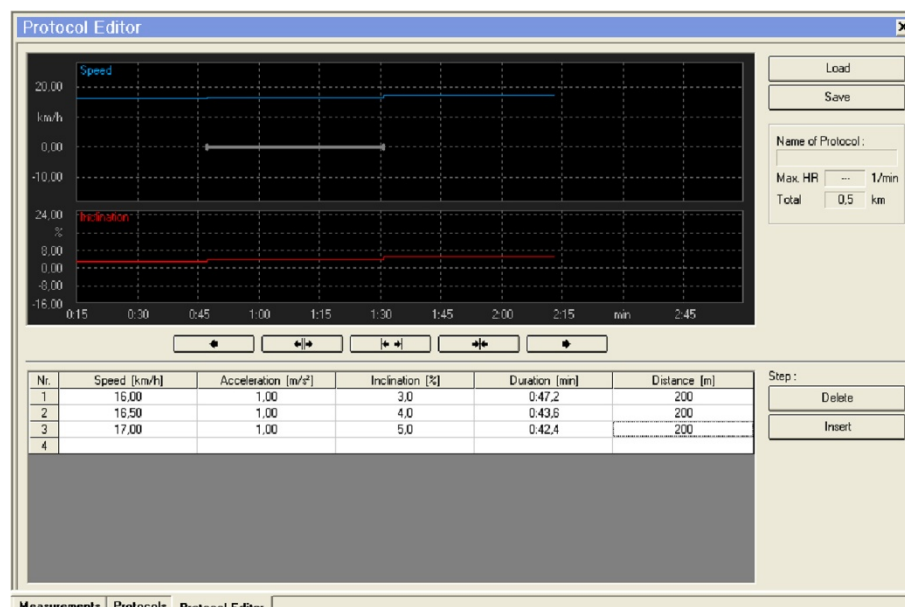 Protocol Editor
Speed
20,00
km/h
0,00
-10,00
Load
Save
Name of Protocol :
Max. HR --- 1/min
Total 0,5 km
24,00
Inclination
%
8,00
0,00
-8,00
-16,00
0:15 0:30 0:45 1:00 1:15 1:30 1:45 2:00 2:15 min 2:45
Nr. Speed [km/h] Acceleration [m/s²] Inclination [%] Duration [min] Distance [m]
1 16,00 1,00 3,0 0:47,2 200
2 16,50 1,00 4,0 0:43,6 200
3 17,00 1,00 5,0 0:42,4 200
4
Step :
Delete
Insert
Measurements Protocols Protocol Editor